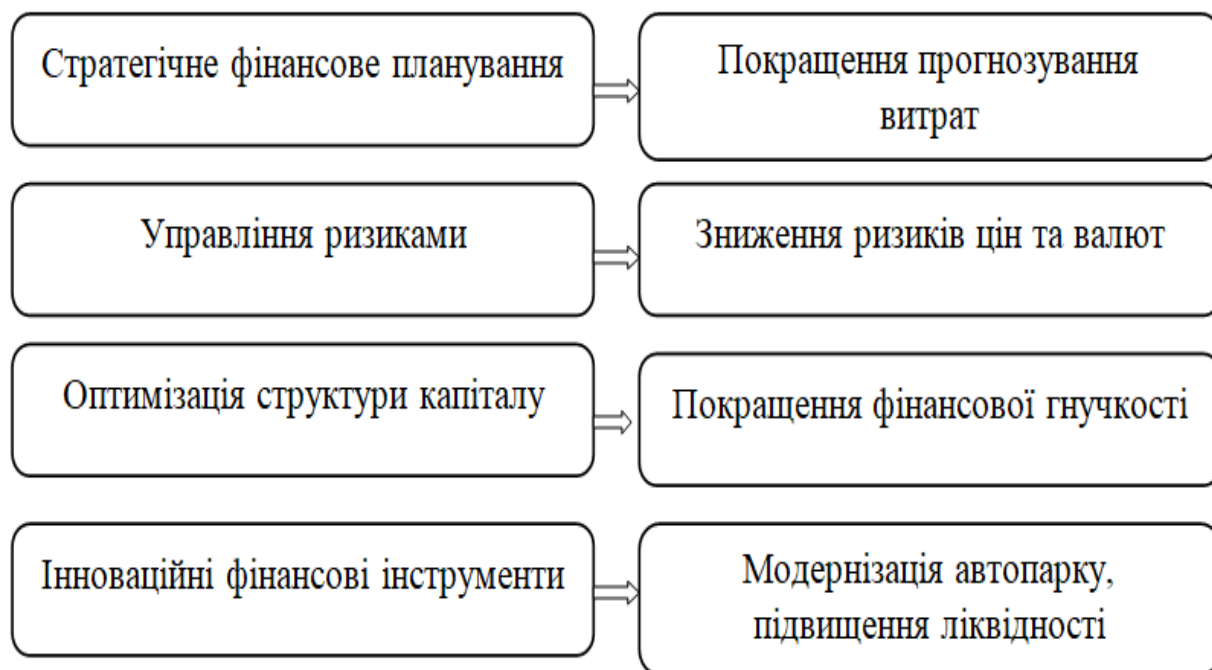 Стратегічне фінансове планування
Покращення прогнозування
витрат
Управління ризиками
Зниження ризиків цін та валют
Оптимізація структури капіталу
Покращення фінансової гнучкості
Інноваційні фінансові інструменти
Модернізація автопарку,
підвищення ліквідності